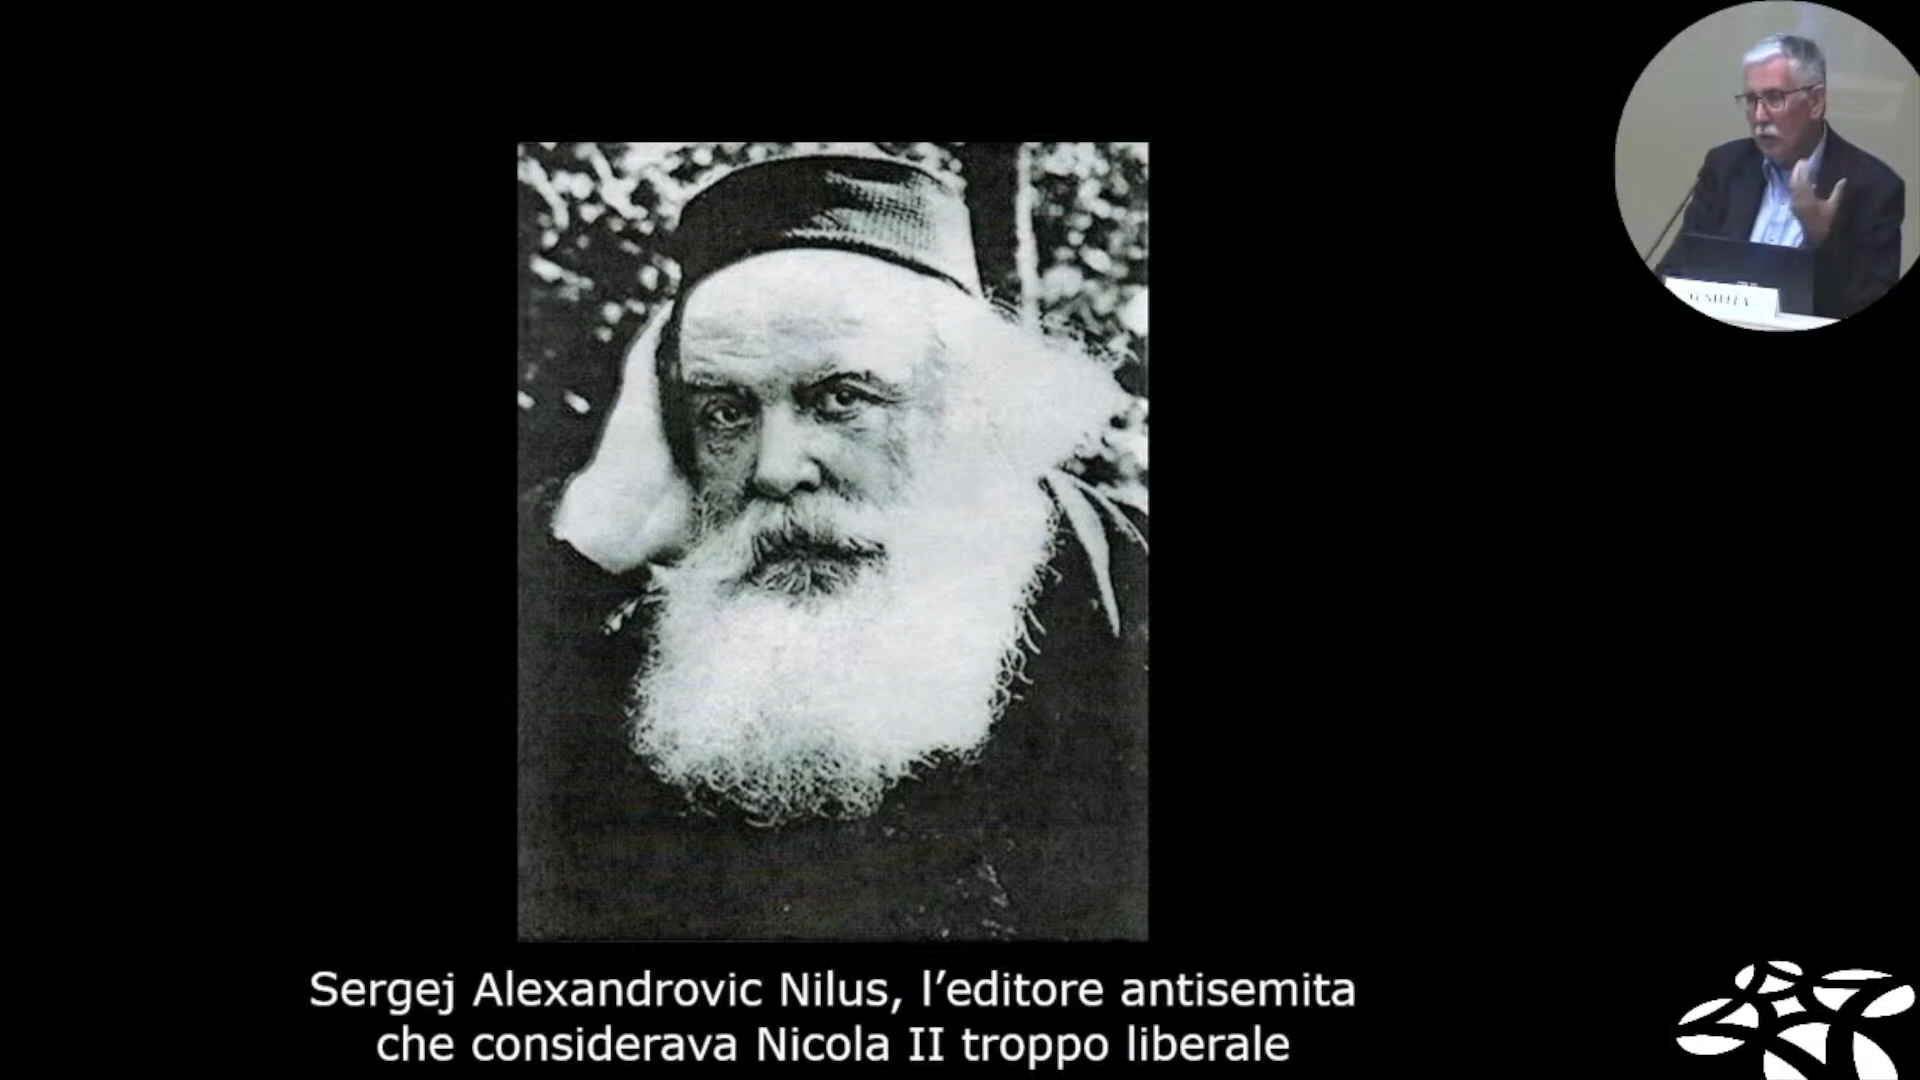 Sergej Alexandrovic Nilus, l’editore antisemita
che considerava Nicola II troppo liberale